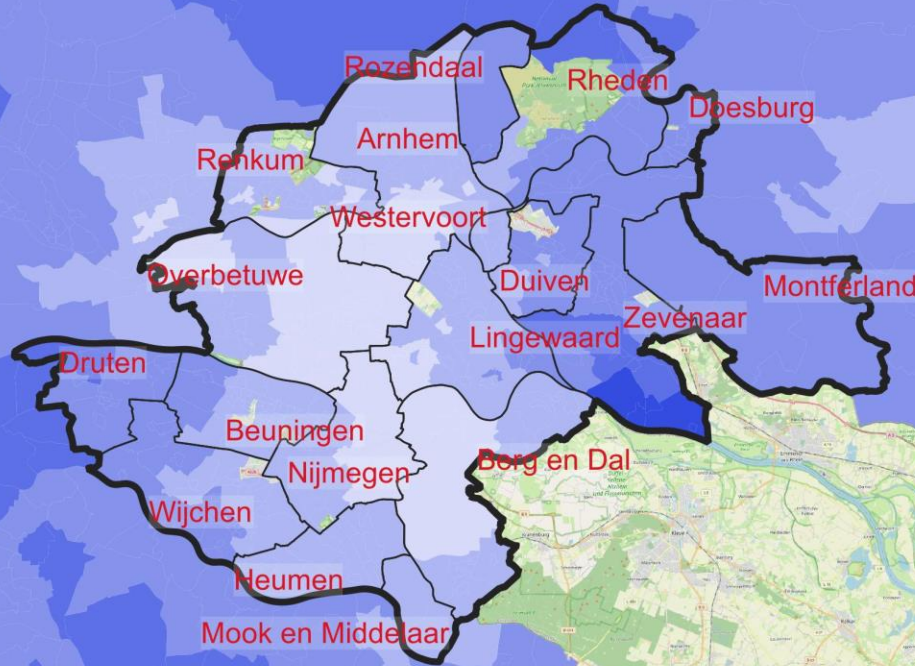 Rozendaal
Rheden
Doesburg
Arnhem
Renkum
Westervoort
Overbetuwe
Duiven
Montferland
Zevenaar
Lingewaard
Druten
Beuningen
Nijmegen
Berg en Dal
Wijchen
Heumen
Mook en Middelaar